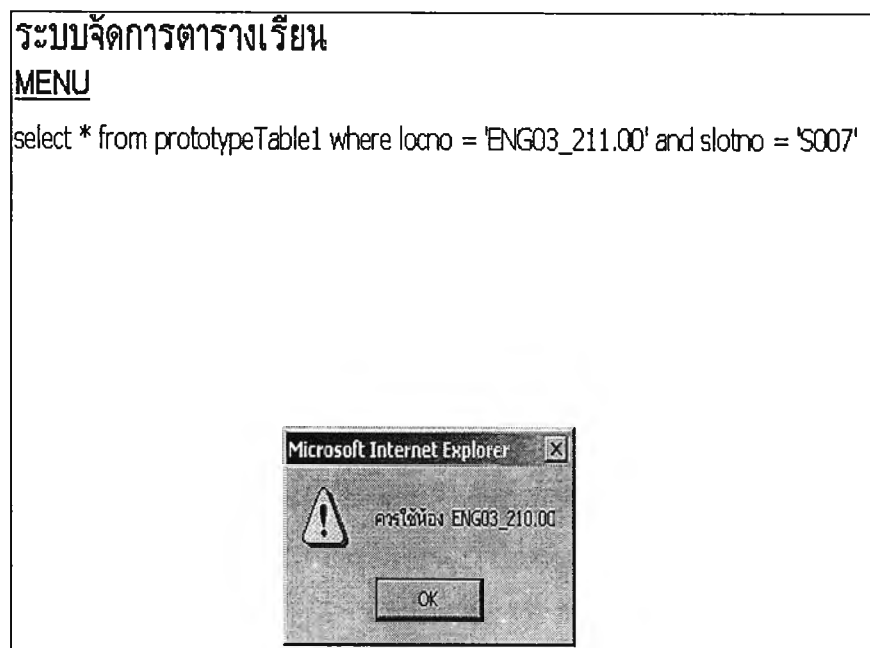 ระบบจัดการตารางเรียน
MENU
select * from prototypeTable1 where locno = 'ENG03_211.00' and slotno = 'S007'
Microsoft Internet Explorer
ควรใช้ห้อง ENG03_210.00
OK